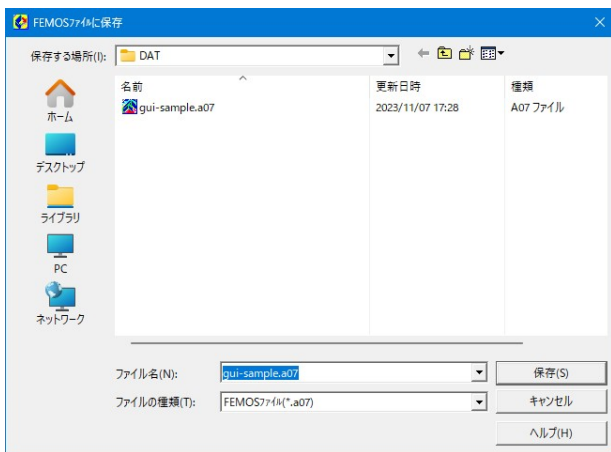 FEMOSﾌｧｲﾙに保存
保存する場所(I): DAT
名前 更新日時 種類
gui-sample.a07 2023/11/07 17:28 A07 ファイル
ホーム
デスクトップ
ライブラリ
PC
ネットワーク
ファイル名(N): gui-sample.a07 保存(S)
ファイルの種類(T): FEMOSﾌｧｲﾙ(*.a07) キャンセル
ヘルプ(H)